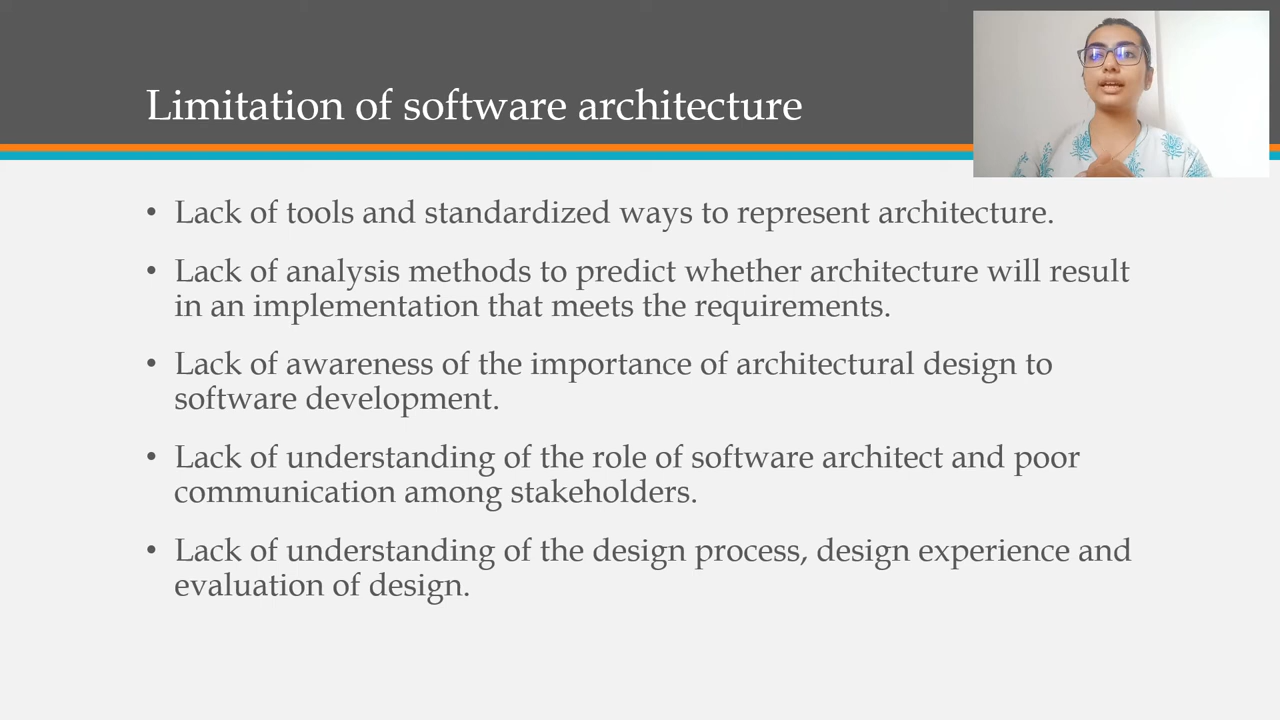 Limitation of software architecture
• Lack of tools and standardized ways to represent architecture.
• Lack of analysis methods to predict whether architecture will result
in an implementation that meets the requirements.
• Lack of awareness of the importance of architectural design to
software development.
• Lack of understanding of the role of software architect and poor
communication among stakeholders.
• Lack of understanding of the design process, design experience and
evaluation of design.